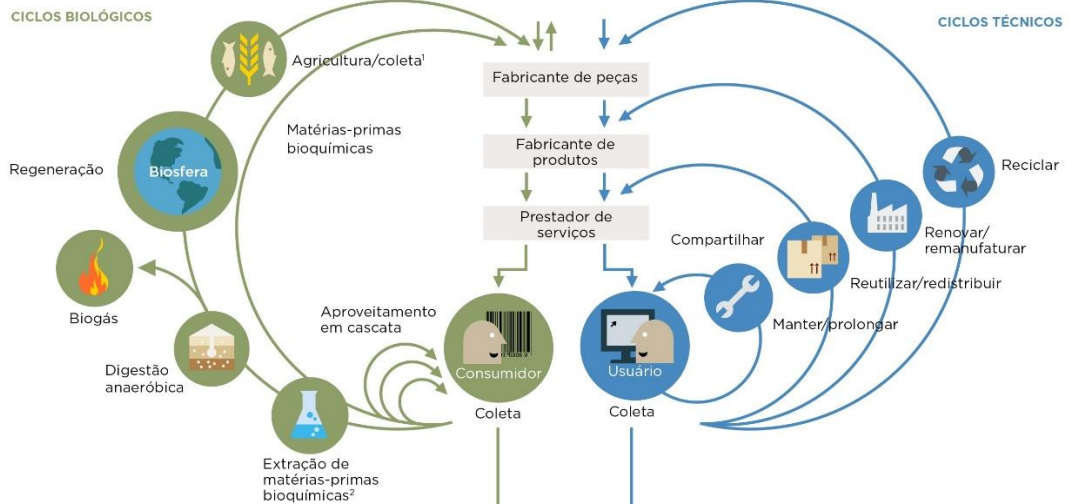 CICLOS BIOLÓGICOS
CICLOS TÉCNICOS
Agricultura/coleta¹
Matérias-primas
bioquímicas
Regeneração
Biosfera
Biogás
Digestão
anaeróbica
Extração de
matérias-primas
bioquímicas²
Aproveitamento
em cascata
Fabricante de peças
Fabricante de
produtos
Prestador de
serviços
Consumidor
Coleta
Usuário
Coleta
Compartilhar
Manter/prolongar
Reutilizar/redistribuir
Renovar/
remanufaturar
Reciclar